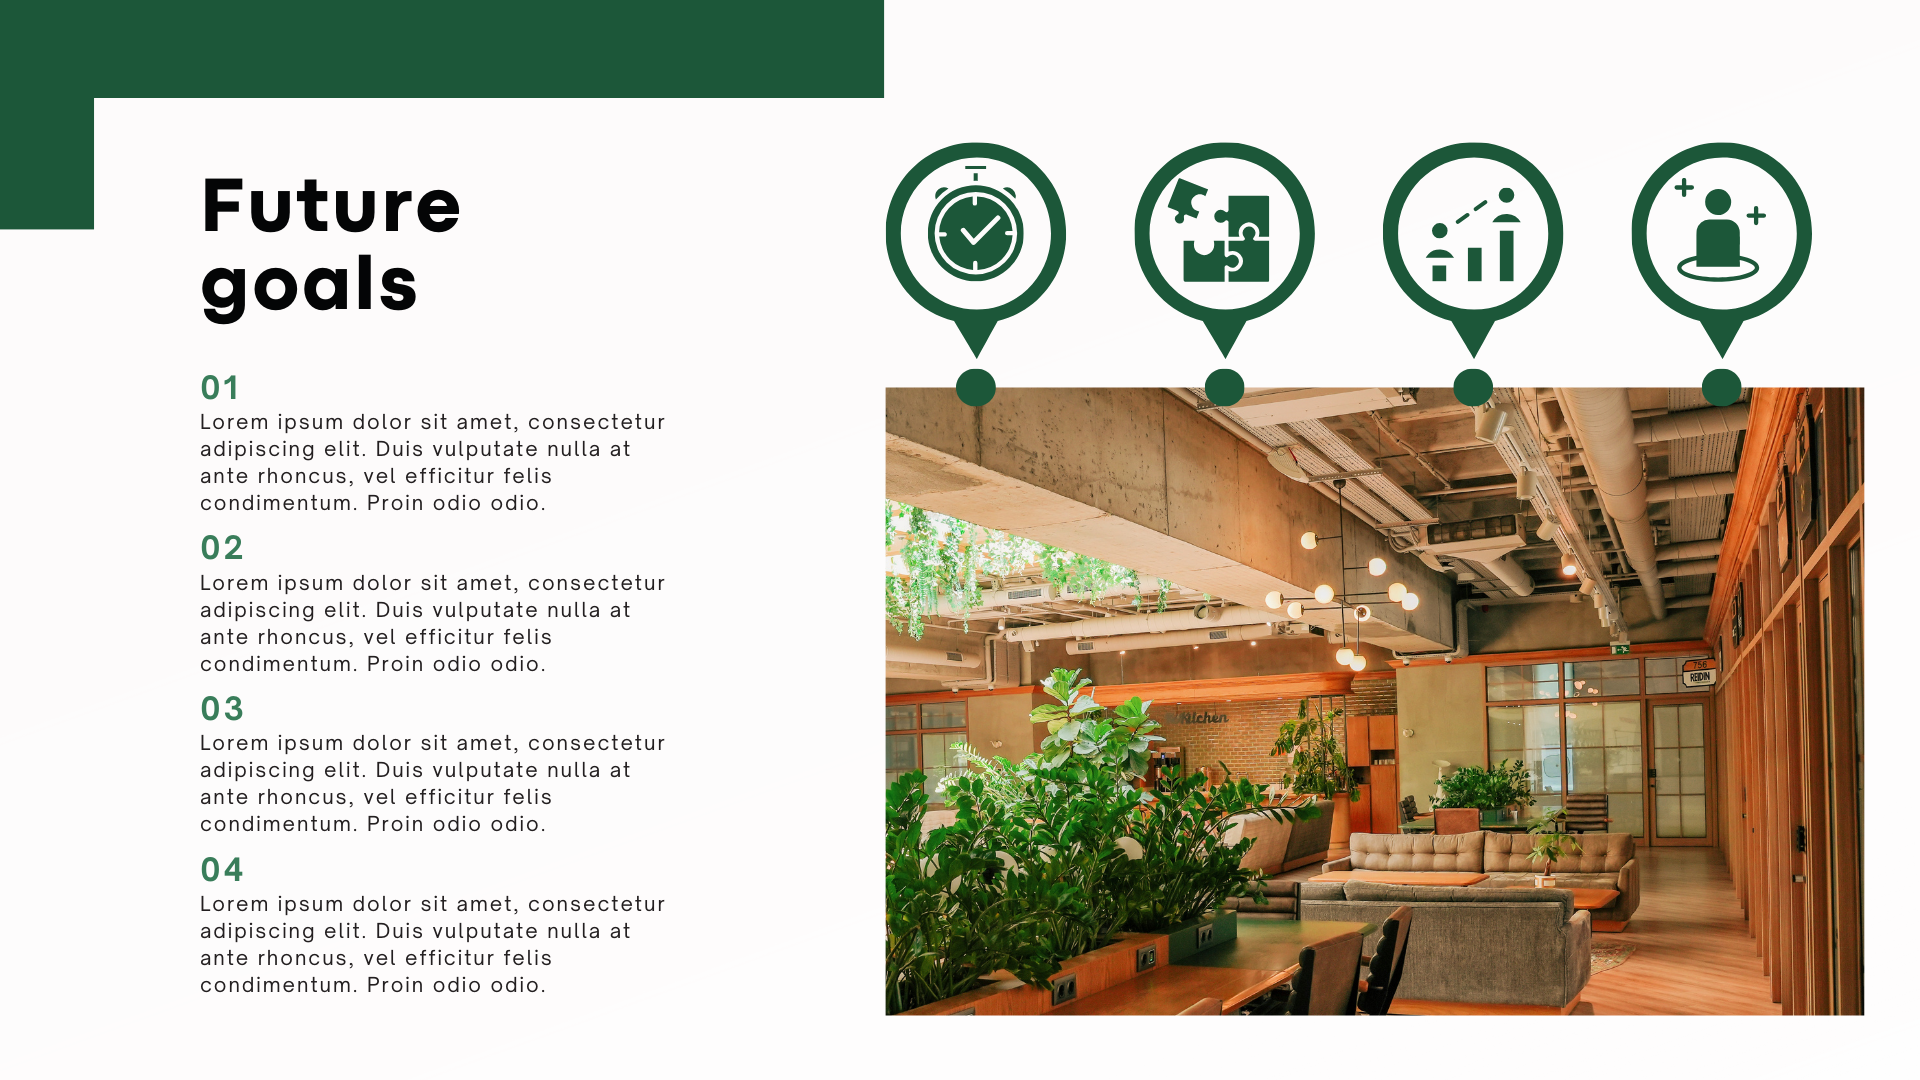 Future
goals
01
Lorem ipsum dolor sit amet, consectetur
adipiscing elit. Duis vulputate nulla at
ante rhoncus, vel efficitur felis
condimentum. Proin odio odio.
02
Lorem ipsum dolor sit amet, consectetur
adipiscing elit. Duis vulputate nulla at
ante rhoncus, vel efficitur felis
condimentum. Proin odio odio.
03
Lorem ipsum dolor sit amet, consectetur
adipiscing elit. Duis vulputate nulla at
ante rhoncus, vel efficitur felis
condimentum. Proin odio odio.
04
Lorem ipsum dolor sit amet, consectetur
adipiscing elit. Duis vulputate nulla at
ante rhoncus, vel efficitur felis
condimentum. Proin odio odio.
756
REIDIN
Kitchen